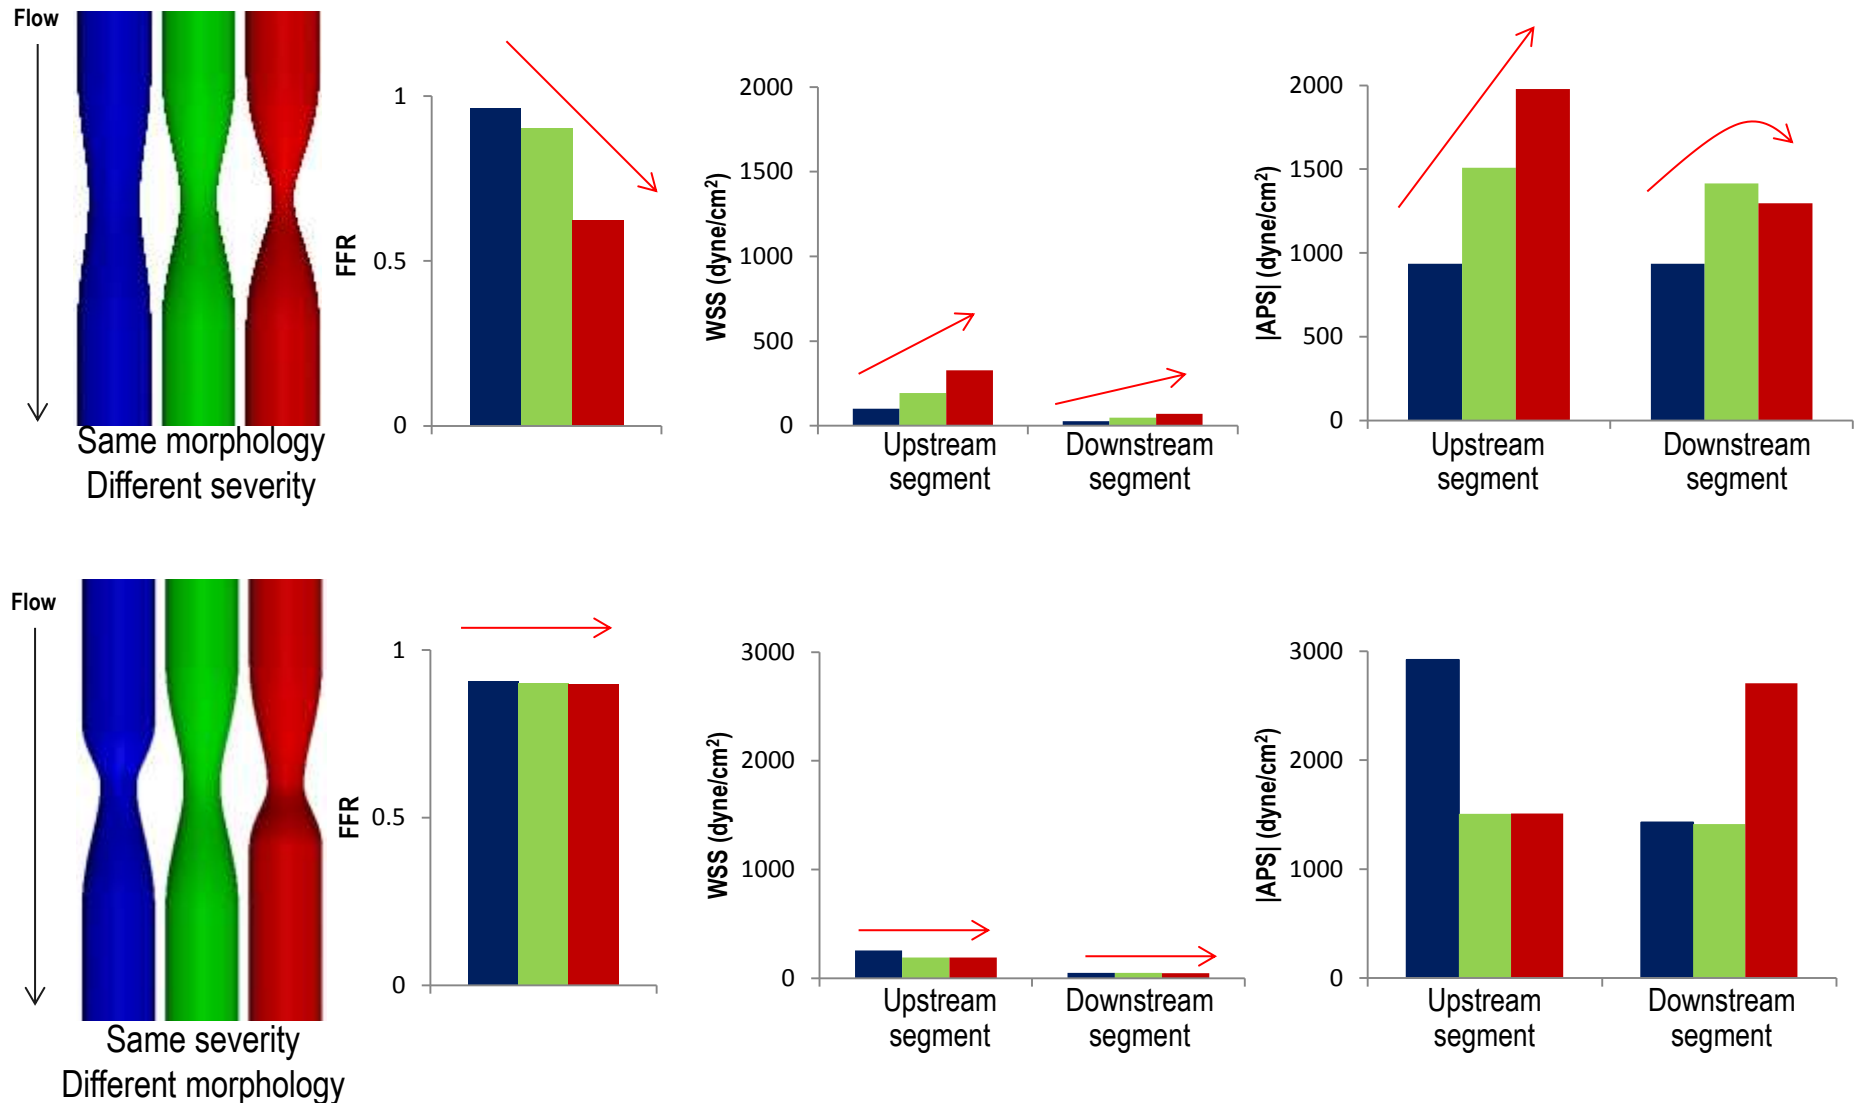 Flow
Same morphology
Different severity
FFR
1
0.5
0
WSS (dyne/cm²)
2000
1500
1000
500
0
Upstream
segment
Downstream
segment
|APS| (dyne/cm²)
2000
1500
1000
500
0
Upstream
segment
Downstream
segment
Flow
Same severity
Different morphology
FFR
1
0.5
0
WSS (dyne/cm²)
3000
2000
1000
0
Upstream
segment
Downstream
segment
|APS| (dyne/cm²)
3000
2000
1000
0
Upstream
segment
Downstream
segment